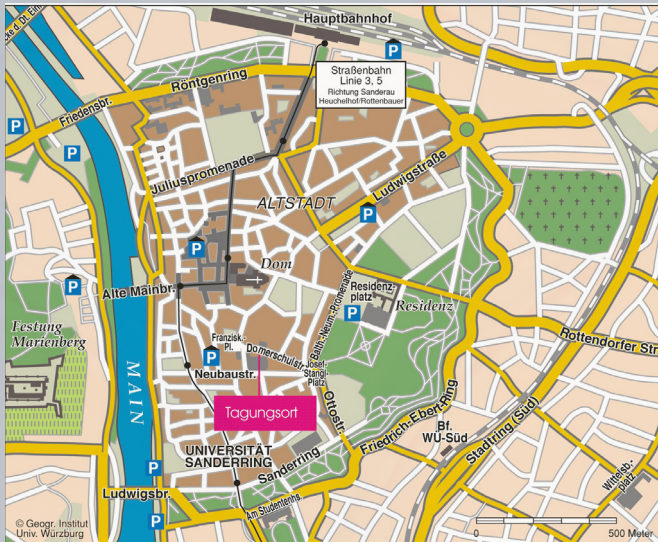 Hauptbahnhof
P
Straßenbahn
Linie 3, 5
Richtung Sanderau
Heuchelhof/Rottenbauer
Röntgenring
Friedensbr.
P
P
Juliuspromenade
Ludwigstraße
ALTSTADT
P
P
Dom
Alte Mainbr.
P
Residenz-
platz
Residenz
P
Balth.-Neum.-Promenade
Festung
Marienberg
MAIN
Franzisk.-
Pl.
P
Domerschulstr.
Neubaustr.
Josef-
Stangl-
Platz
Rottendorfer Str
Tagungsort
Ottostr.
Friedrich-Ebert-Ring
Bf.
WÜ-Süd
Stadtring (Süd)
UNIVERSITÄT
SANDERRING
Sanderring
P
Ludwigsbr.
Am Studentenhs.
P
Wittelsb.-
platz
© Geogr. Institut
Univ. Würzburg
0
500 Meter